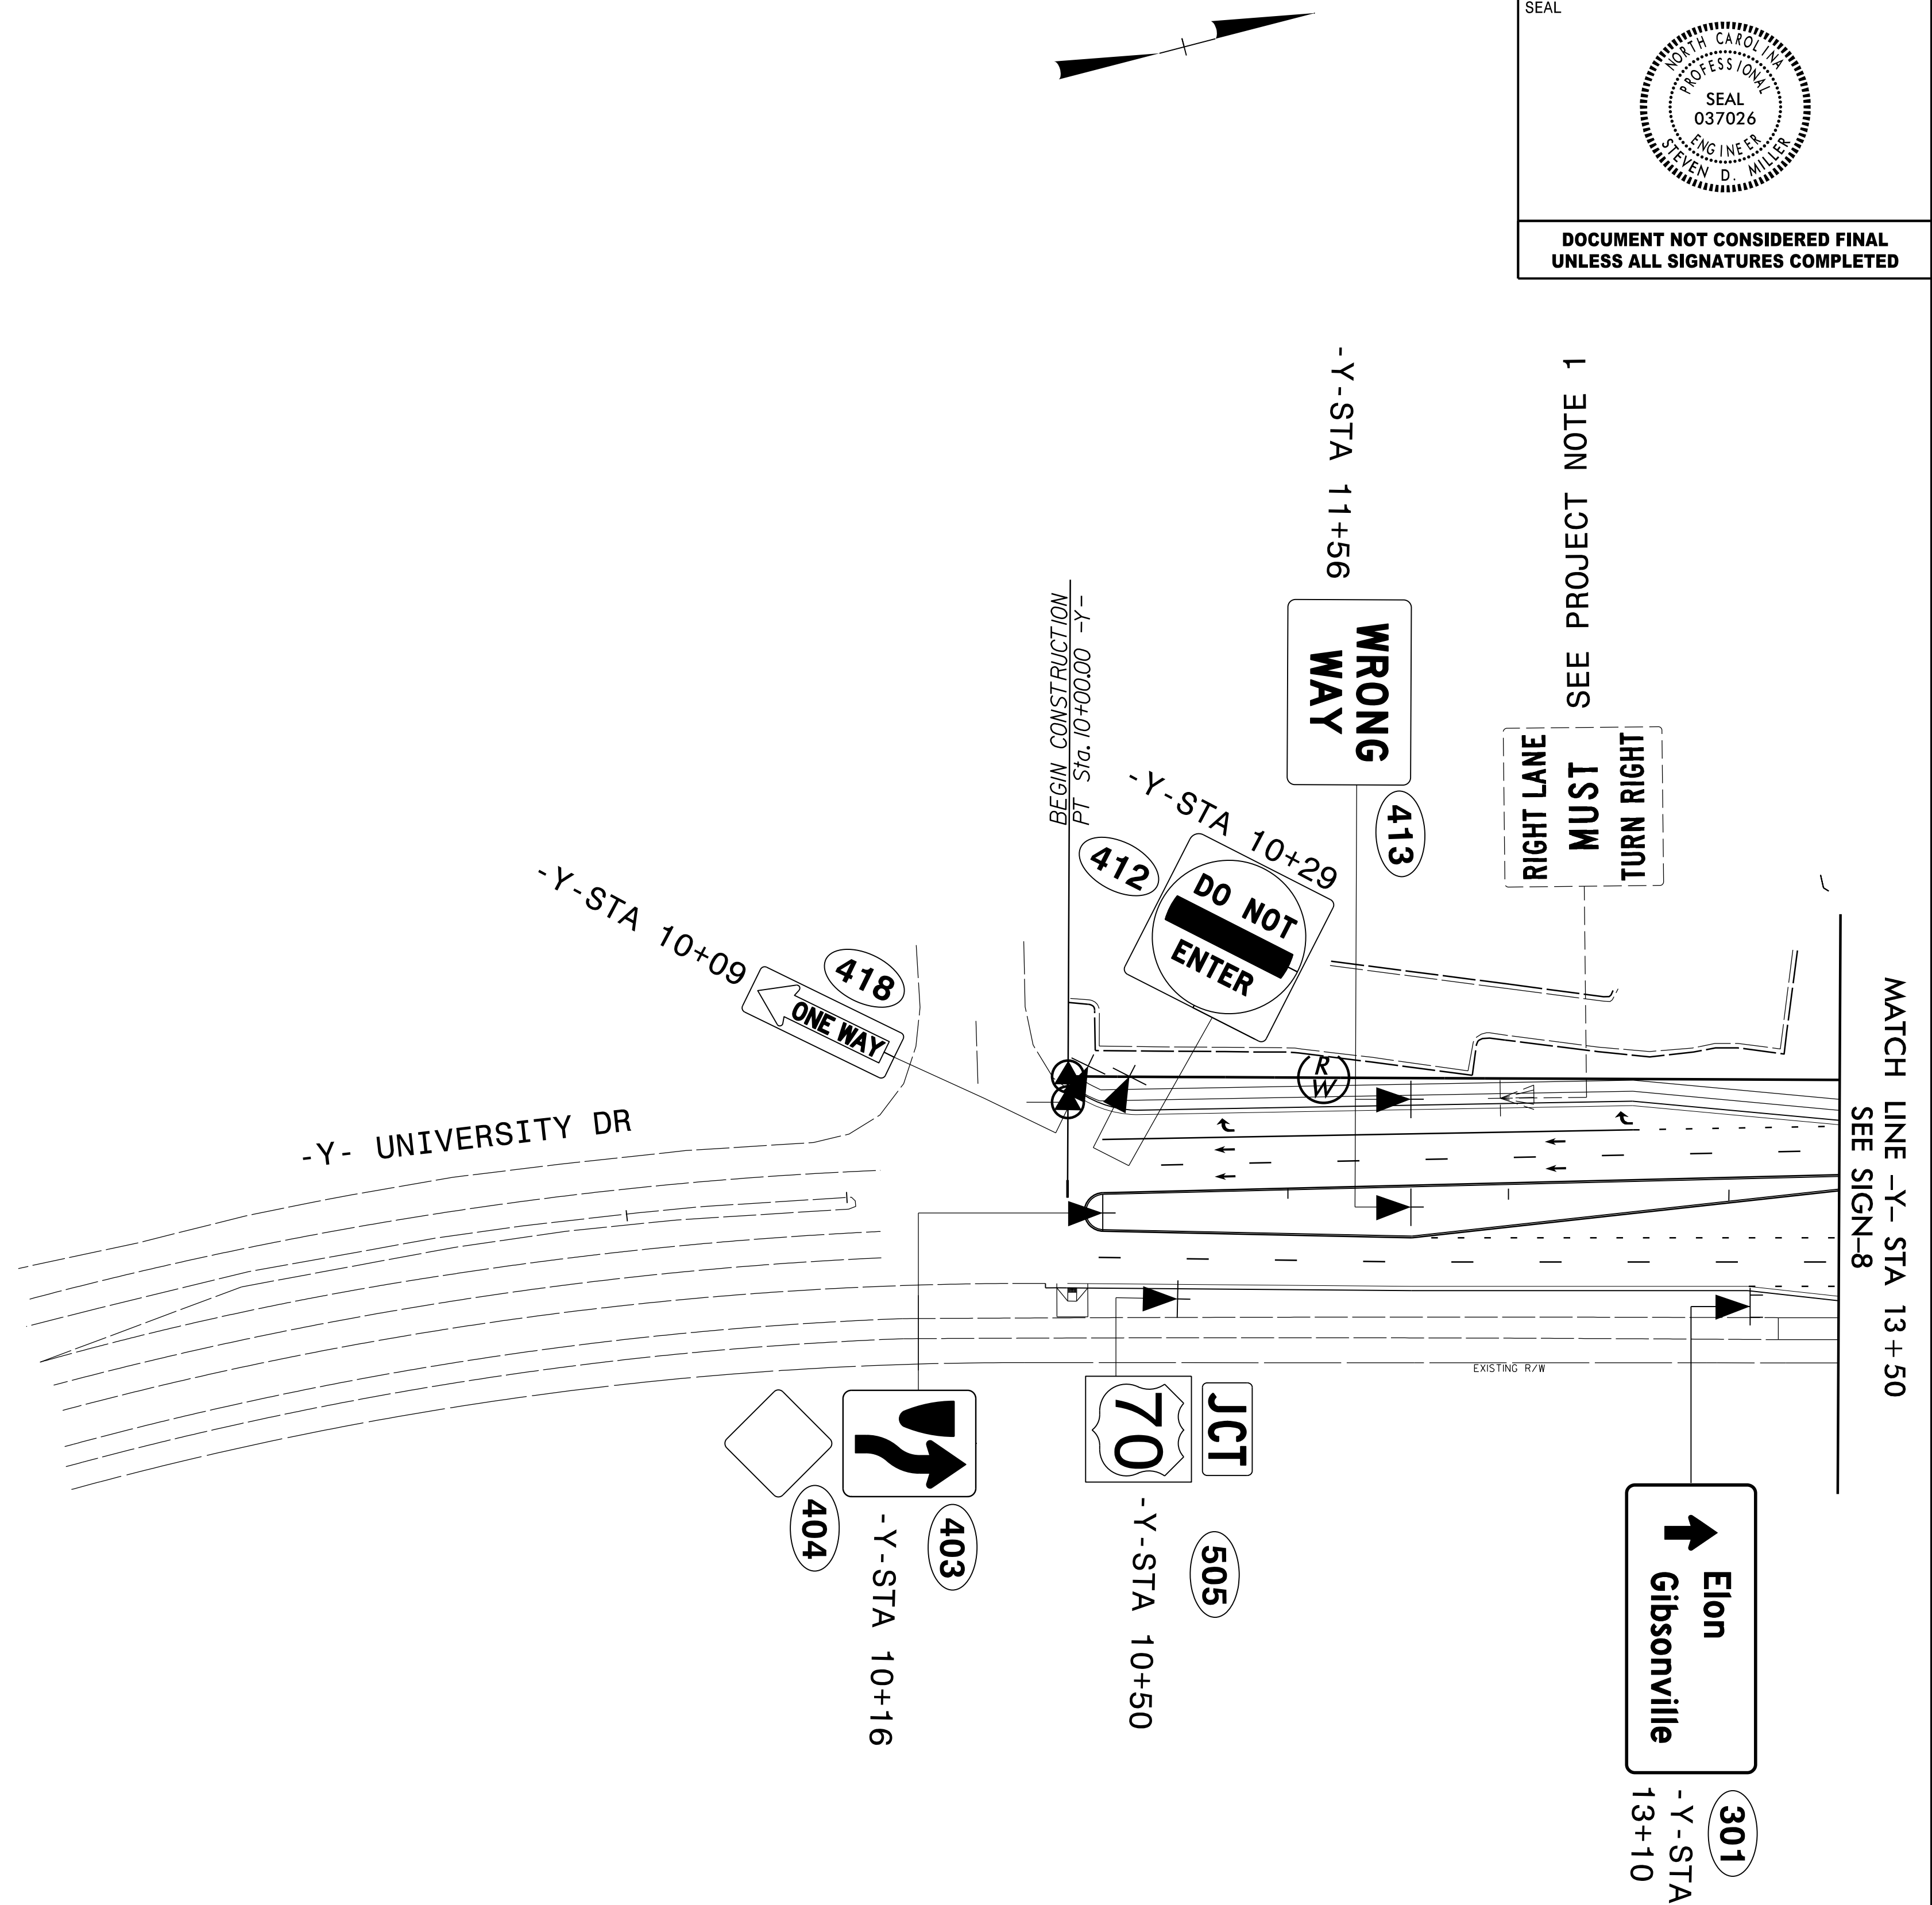 SEAL
NORTH CAROLINA
PROFESSIONAL
SEAL
037026
ENGINEER
STEVEN D. MILLER
DOCUMENT NOT CONSIDERED FINAL
UNLESS ALL SIGNATURES COMPLETED
-Y-STA 11+56
SEE PROJECT NOTE 1
WRONG
WAY
413
RIGHT LANE
MUST
TURN RIGHT
BEGIN CONSTRUCTION
PT Sta. 10+00.00 -Y-
-Y-STA 10+29
412
DO NOT
ENTER
-Y-STA 10+09
418
ONE WAY
R
W
-Y- UNIVERSITY DR
MATCH LINE -Y- STA 13+50
SEE SIGN-8
EXISTING R/W
404
403
-Y-STA 10+16
JCT
70
505
-Y-STA 10+50
Elon
Gibsonville
301
-Y-STA
13+10